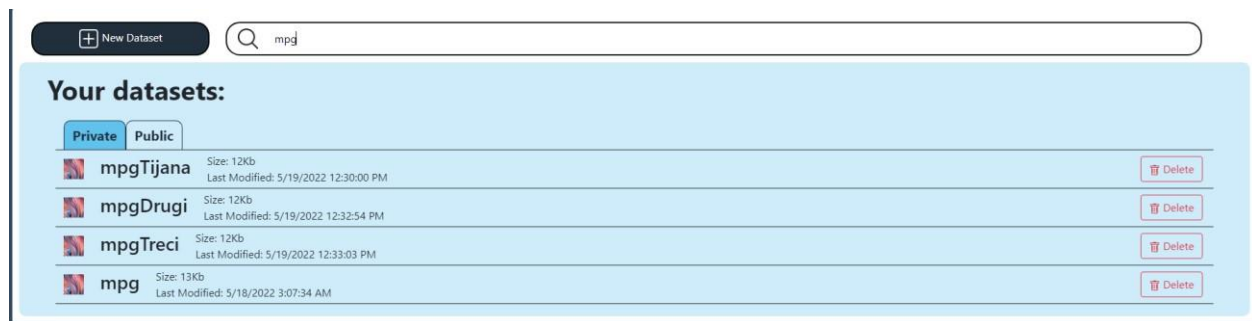 New Dataset
mpg
Your datasets:
Private Public
mpgTijana Size: 12Kb
Last Modified: 5/19/2022 12:30:00 PM
Delete
mpgDrugi Size: 12Kb
Last Modified: 5/19/2022 12:32:54 PM
Delete
mpgTreci Size: 12Kb
Last Modified: 5/19/2022 12:33:03 PM
Delete
mpg Size: 13Kb
Last Modified: 5/18/2022 3:07:34 AM
Delete